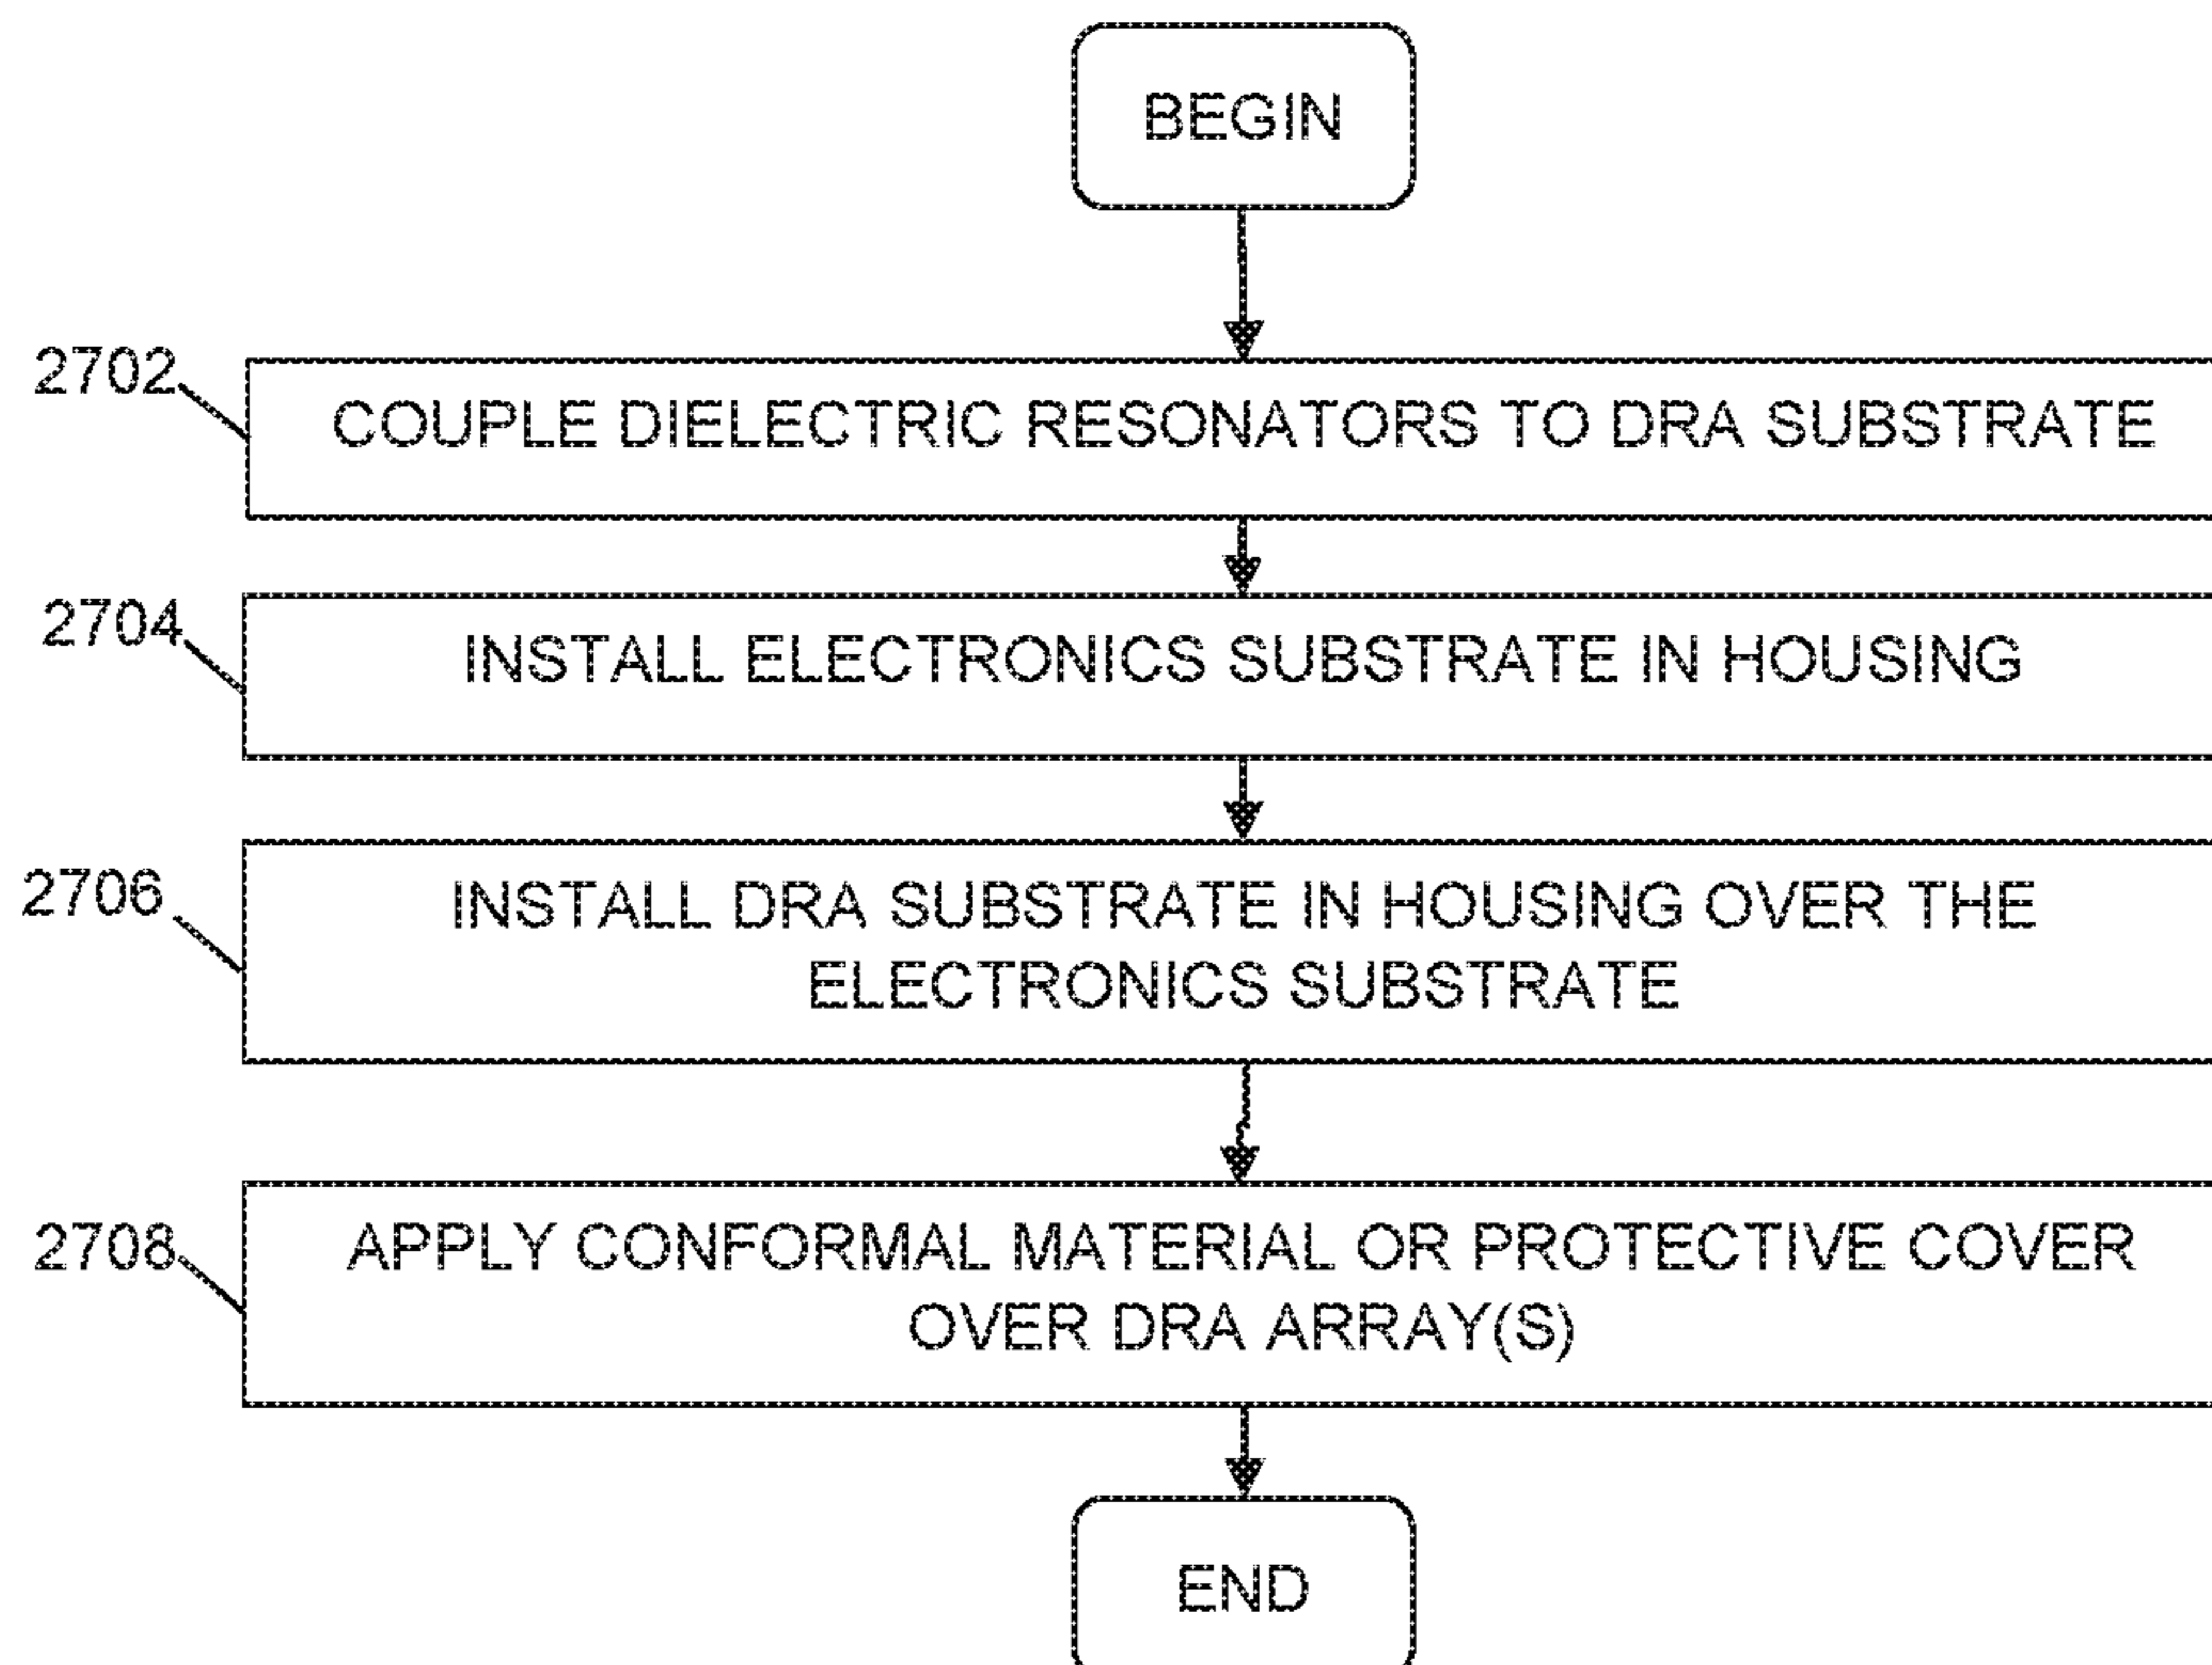 BEGIN
2702
COUPLE DIELECTRIC RESONATORS TO DRA SUBSTRATE
2704
INSTALL ELECTRONICS SUBSTRATE IN HOUSING
2706
INSTALL DRA SUBSTRATE IN HOUSING OVER THE
ELECTRONICS SUBSTRATE
2708
APPLY CONFORMAL MATERIAL OR PROTECTIVE COVER
OVER DRA ARRAY(S)
END